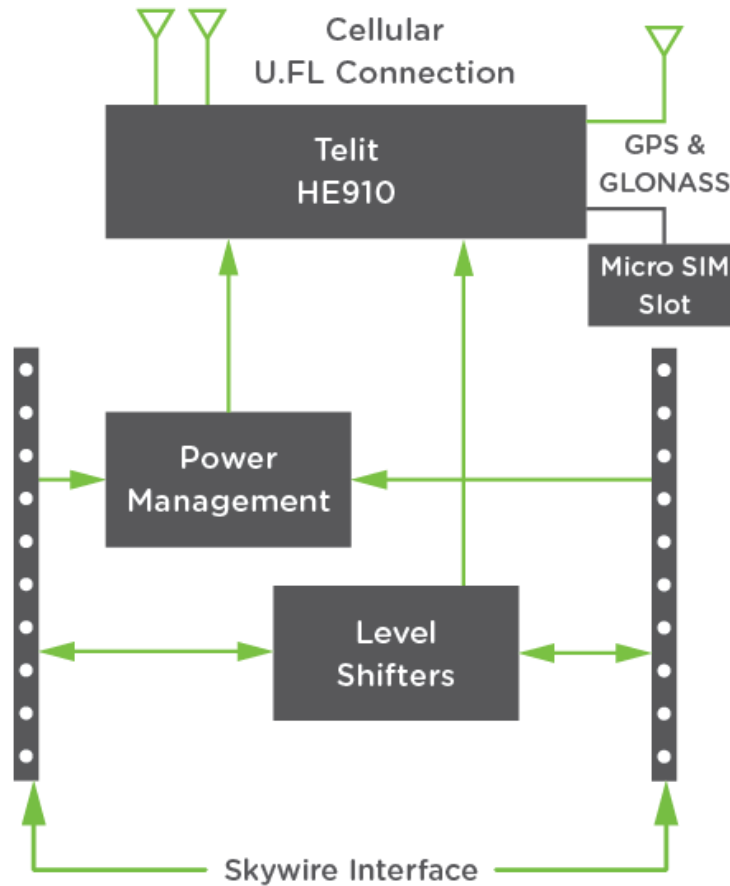 Cellular
U.FL Connection
Telit
HE910
GPS &
GLONASS
Micro SIM
Slot
Power
Management
Level
Shifters
Skywire Interface